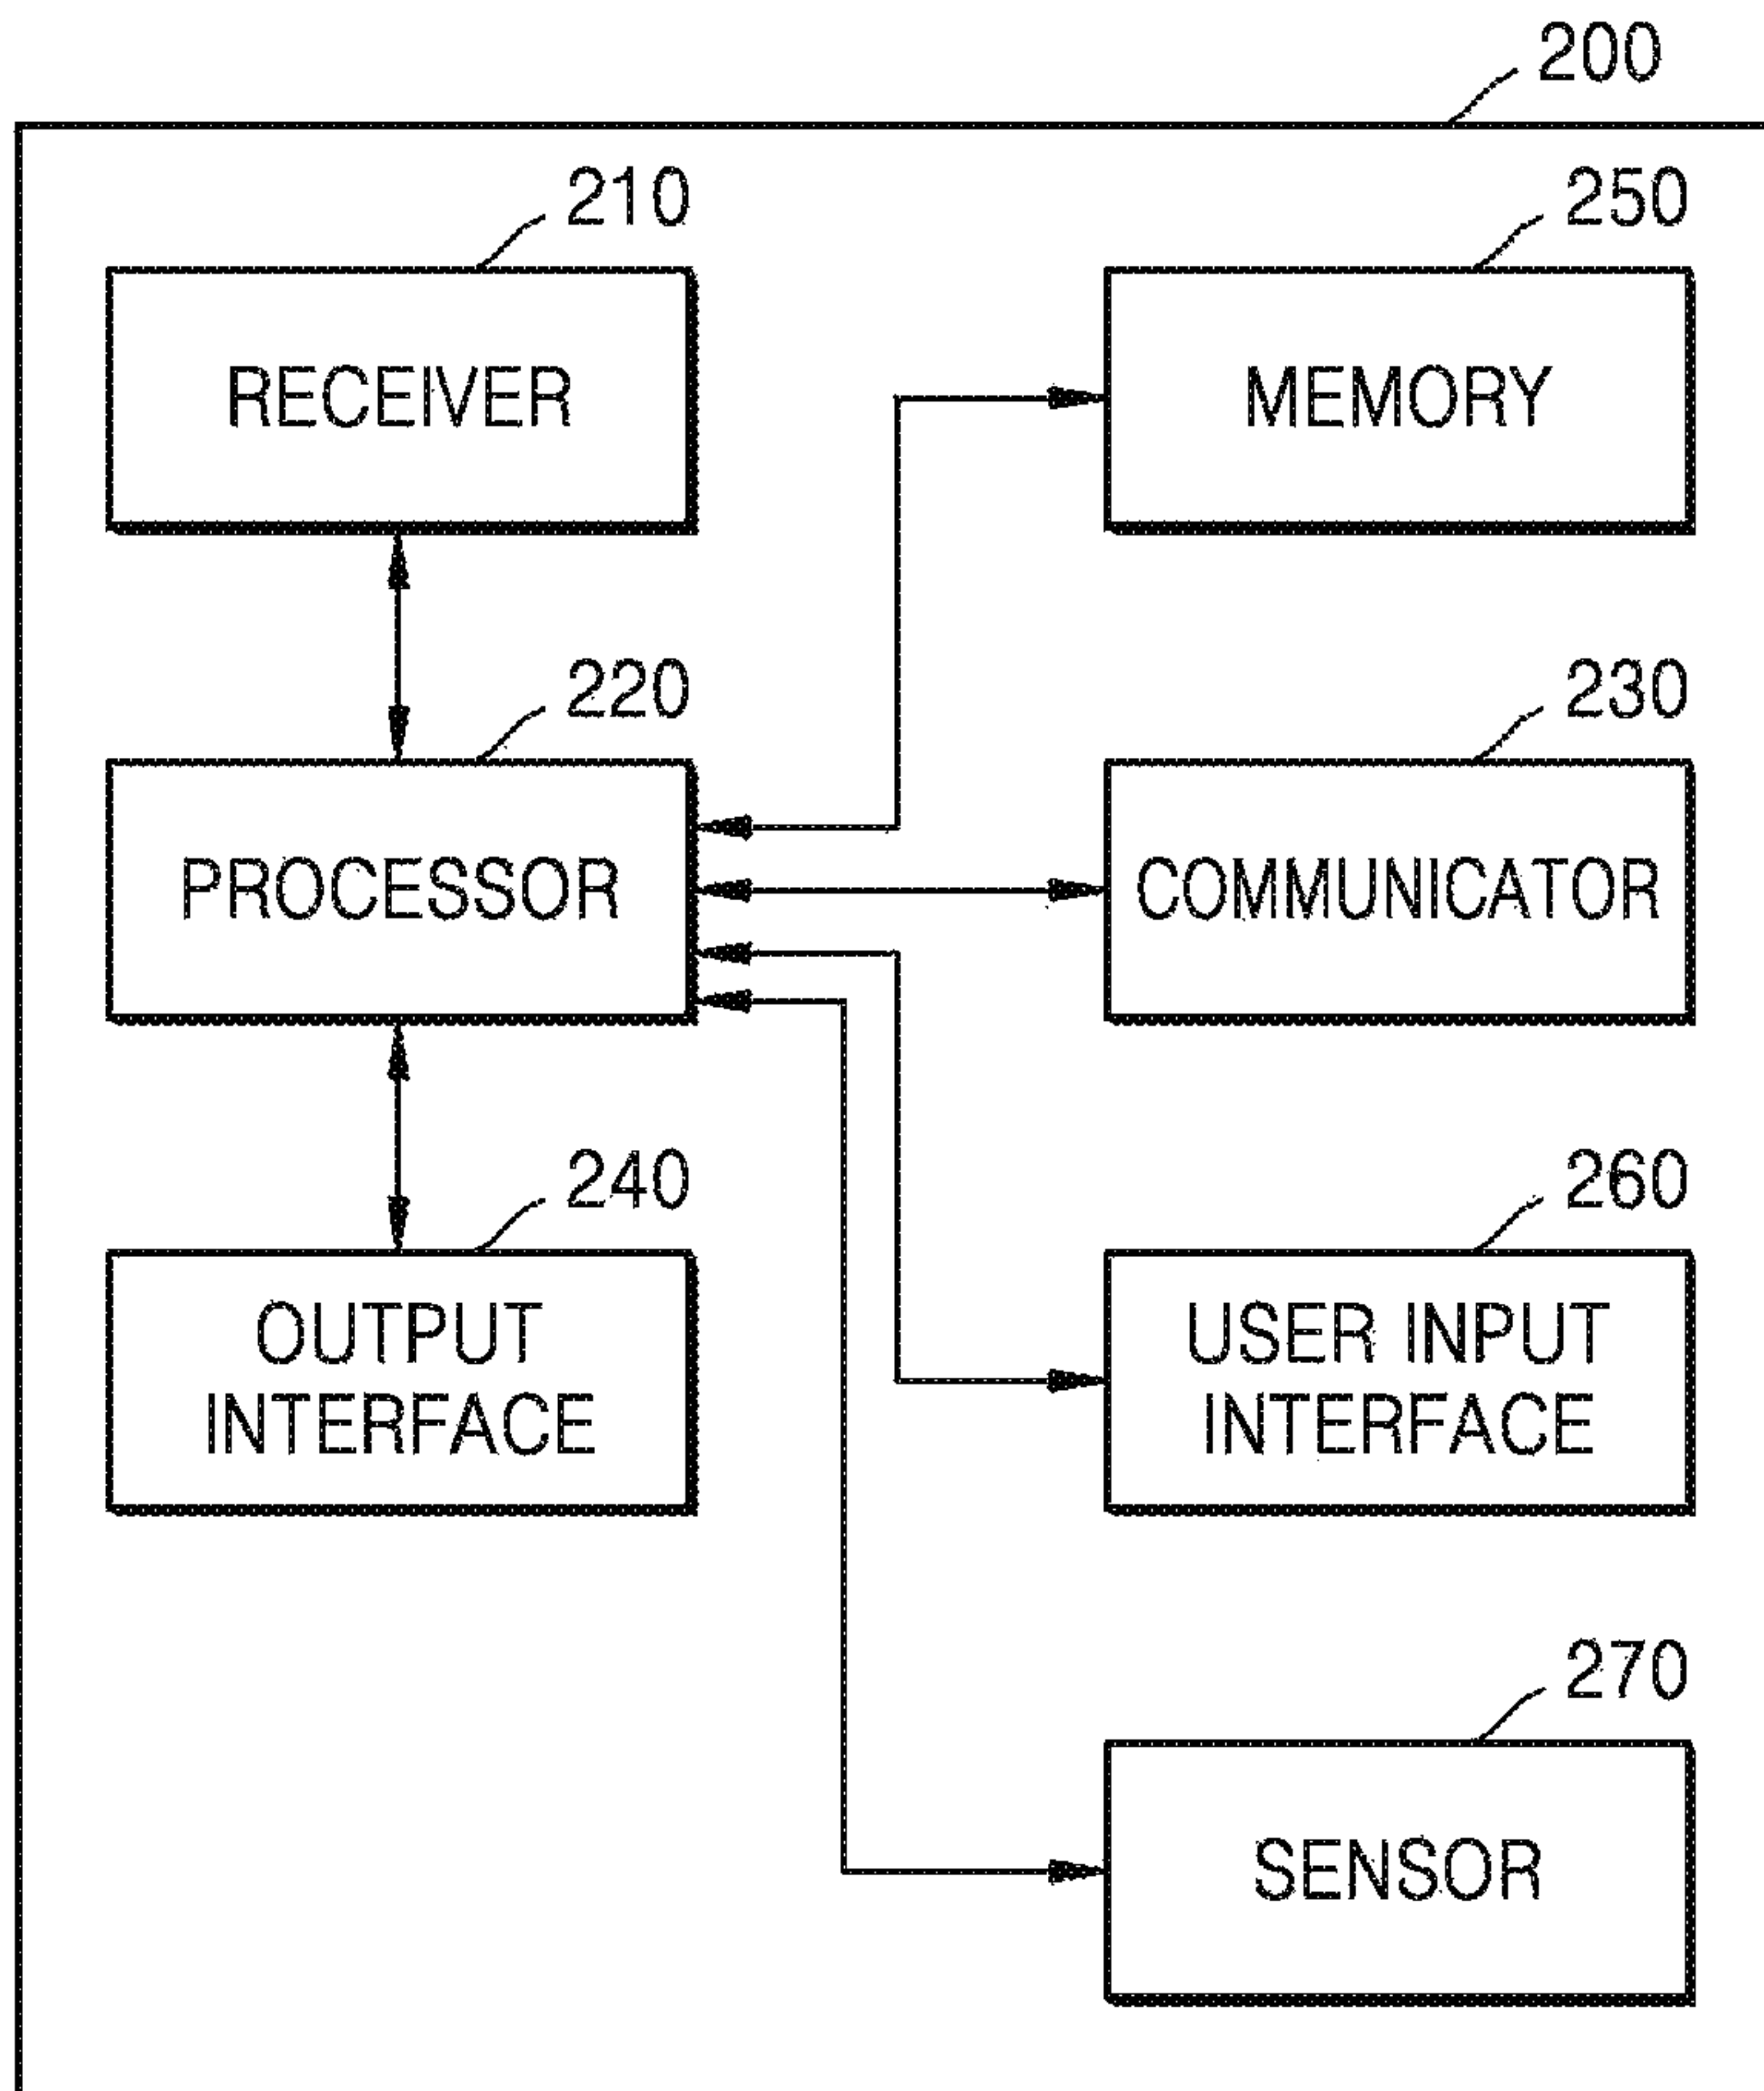 200
210
250
RECEIVER
MEMORY
220
230
PROCESSOR
COMMUNICATOR
240
260
OUTPUT
INTERFACE
USER INPUT
INTERFACE
270
SENSOR